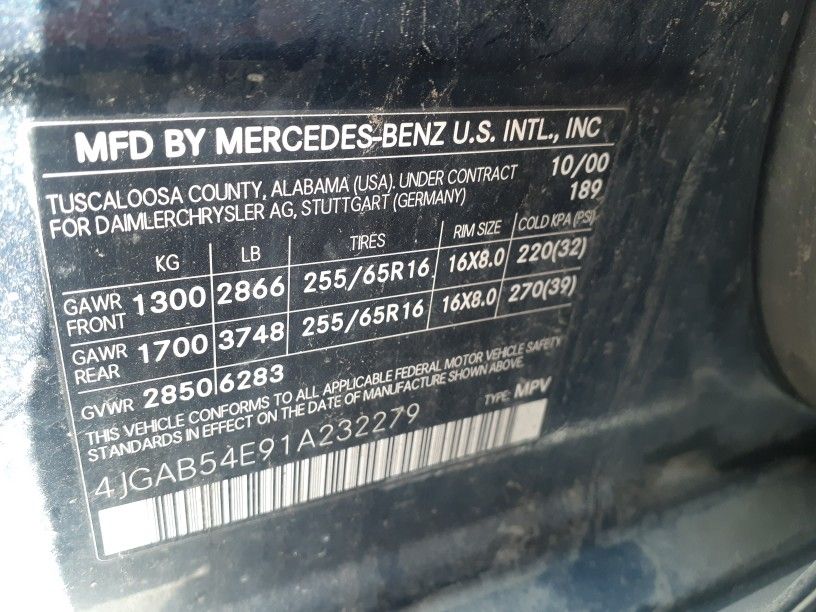 MFD BY MERCEDES-BENZ U.S. INTL., INC
TUSCALOOSA COUNTY, ALABAMA (USA). UNDER CONTRACT 10/00
FOR DAIMLERCHRYSLER AG, STUTTGART (GERMANY) 189
KG LB TIRES RIM SIZE COLD KPA (PSI)
GAWR FRONT 1300 2866 255/65R16 16X8.0 220(32)
GAWR REAR 1700 3748 255/65R16 16X8.0 270(39)
GVWR 2850 6283
THIS VEHICLE CONFORMS TO ALL APPLICABLE FEDERAL MOTOR VEHICLE SAFETY
STANDARDS IN EFFECT ON THE DATE OF MANUFACTURE SHOWN ABOVE.
4JGAB54E91A232279 TYPE: MPV